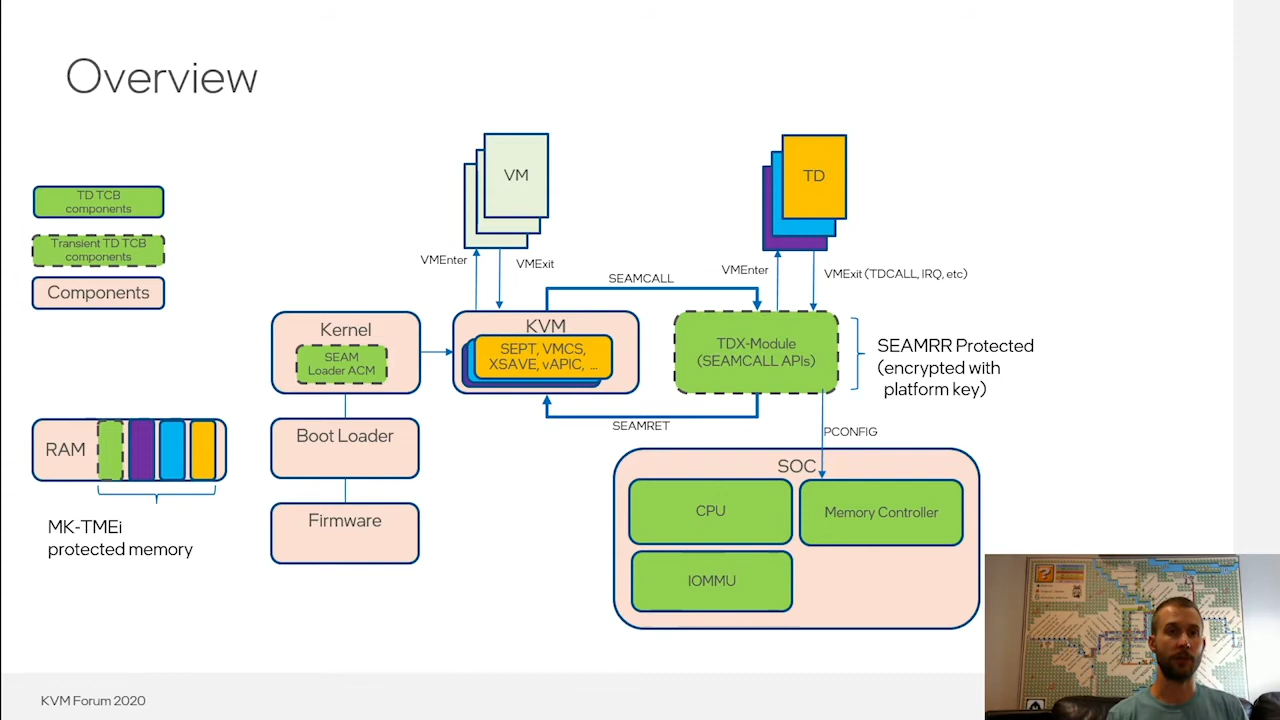 Overview
TD TCB
components
Transient TD TCB
components
Components
VM
TD
VMEnter
VMExit
SEAMCALL
VMEnter
VMExit (TDCALL, IRQ, etc)
Kernel
SEAM
Loader ACM
KVM
SEPT, VMCS,
XSAVE, vAPIC, ...
TDX-Module
(SEAMCALL APIs)
SEAMRR Protected
(encrypted with
platform key)
SEAMRET
PCONFIG
RAM
Boot Loader
SOC
CPU
Memory Controller
MK-TMEi
protected memory
Firmware
IOMMU
KVM Forum 2020